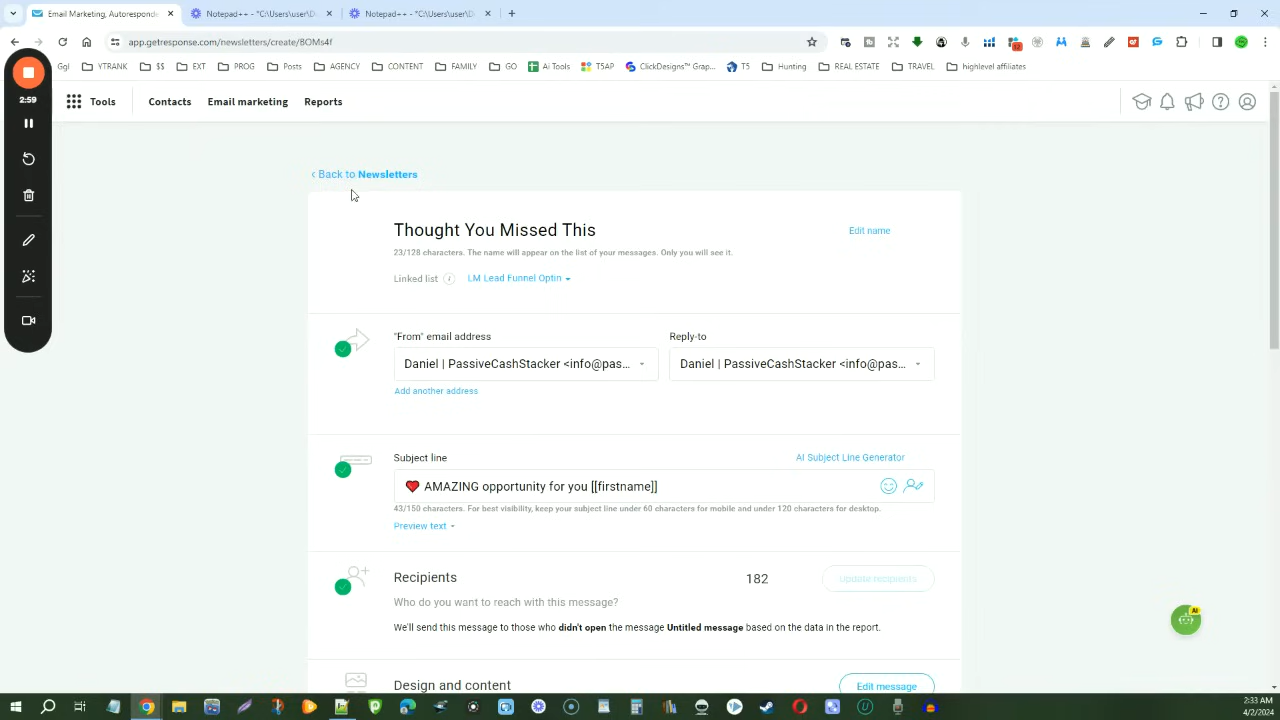 Email Marketing, Autoresponde
Notepad++ - *C:\Users\user\D
Notepad++ - *C:\Users\user\D
app.getresponse.com/newsletters/create/8OMs4f
Ggl
YTRANK
$$
EXT
PROG
Posts
AGENCY
CONTENT
FAMILY
GO
Ai Tools
T5AP
ClickDesigns™ Grap...
T5
Hunting
REAL ESTATE
TRAVEL
highlevel affiliates
12
2:59
Tools
Contacts
Email marketing
Reports
‹ Back to Newsletters
Thought You Missed This
Edit name
23/128 characters. The name will appear on the list of your messages. Only you will see it.
Linked list i LM Lead Funnel Optin
"From" email address
Reply-to
Daniel | PassiveCashStacker <info@pas...
Daniel | PassiveCashStacker <info@pas...
Add another address
Subject line
AI Subject Line Generator
❤ AMAZING opportunity for you [[firstname]]
43/150 characters. For best visibility, keep your subject line under 60 characters for mobile and under 120 characters for desktop.
Preview text
Recipients
182
Update recipients
Who do you want to reach with this message?
We'll send this message to those who didn't open the message Untitled message based on the data in the report.
AI
Design and content
Edit message
2:33 AM
4/2/2024